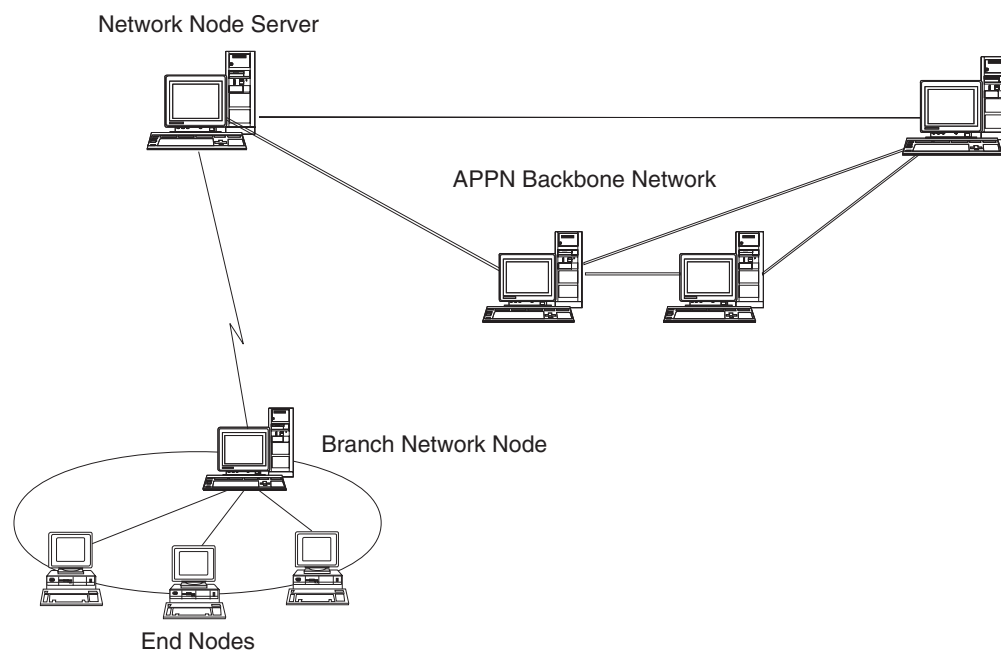 Network Node Server
APPN Backbone Network
Branch Network Node
End Nodes